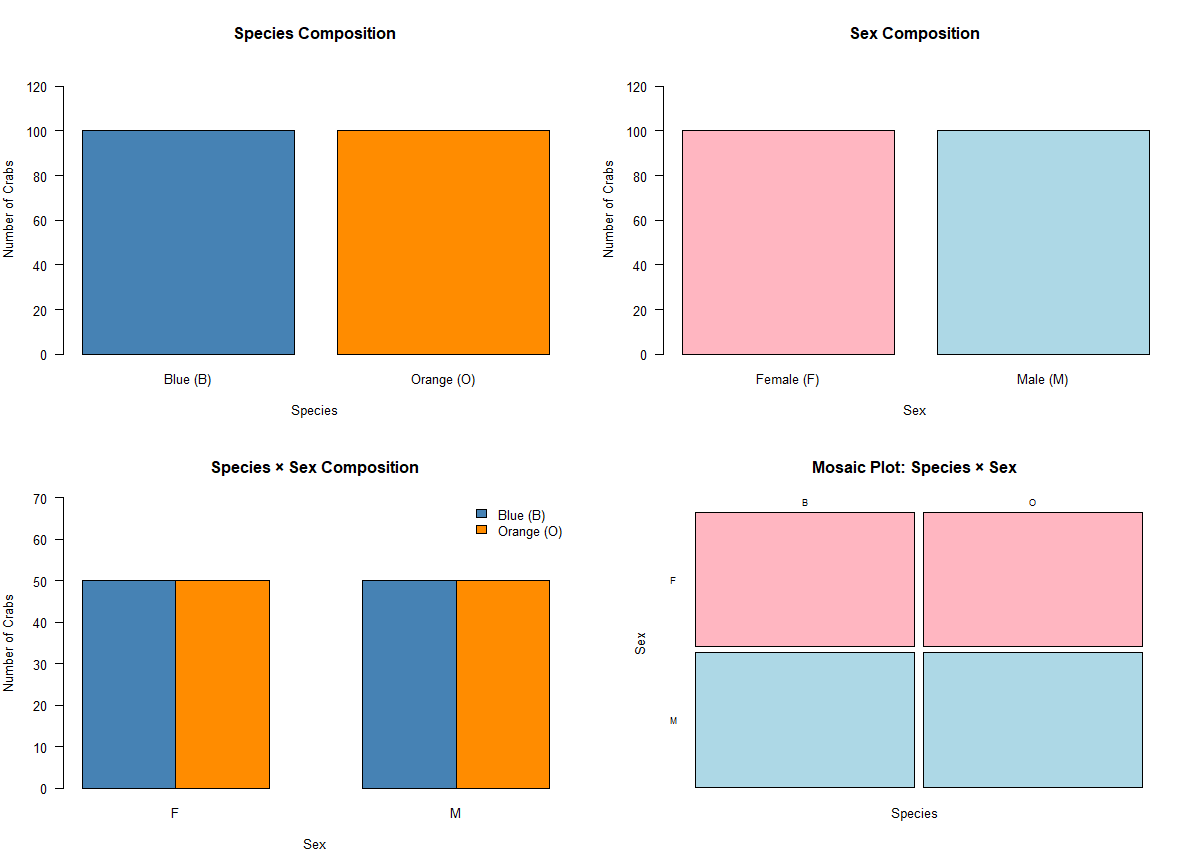 Species Composition
Number of Crabs
120
100
80
60
40
20
0
Blue (B)
Orange (O)
Species
Sex Composition
Number of Crabs
120
100
80
60
40
20
0
Female (F)
Male (M)
Sex
Species × Sex Composition
Number of Crabs
70
60
50
40
30
20
10
0
Blue (B)
Orange (O)
F
M
Sex
Mosaic Plot: Species × Sex
B
O
F
M
Sex
Species